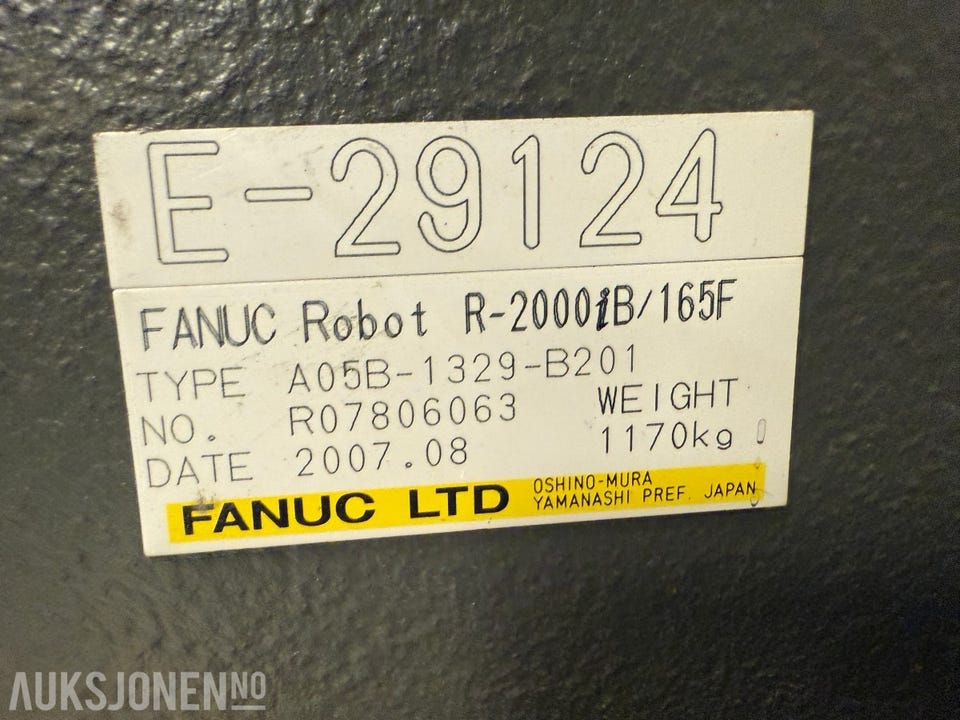 E-29124
FANUC Robot R-2000iB/165F
TYPE A05B-1329-B201
NO. R07806063 WEIGHT
DATE 2007.08 1170kg
FANUC LTD OSHINO-MURA
YAMANASHI PREF. JAPAN
AUKSJONEN.NO